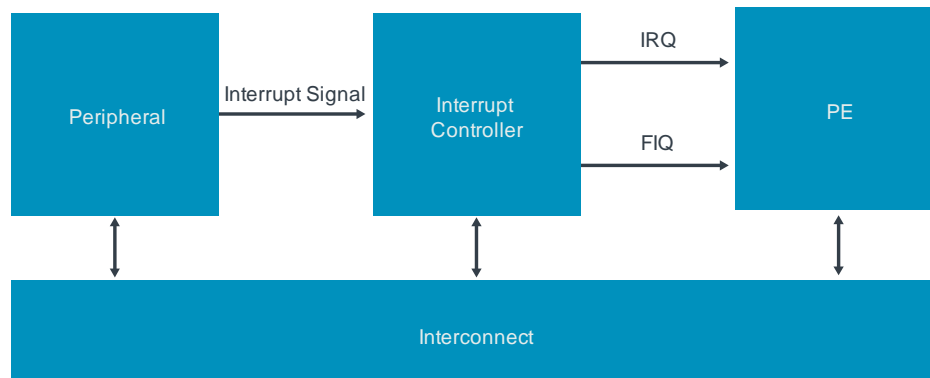 Peripheral
Interrupt Signal
Interrupt
Controller
IRQ
FIQ
PE
Interconnect